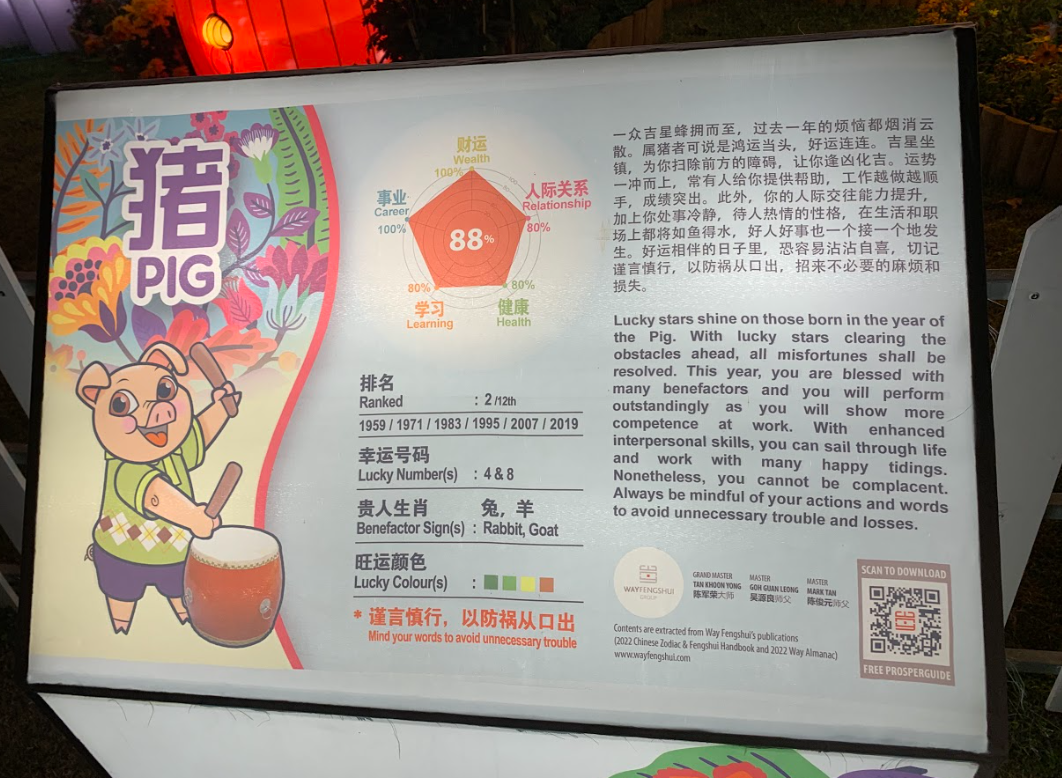 猪
PIG
财运
Wealth
100%
人际关系
Relationship
80%
事业
Career
100%
88%
80%
学习
Learning
80%
健康
Health
排名
Ranked : 2 /12th
1959 / 1971 / 1983 / 1995 / 2007 / 2019
幸运号码
Lucky Number(s) : 4 & 8
贵人生肖 兔，羊
Benefactor Sign(s) : Rabbit, Goat
旺运颜色
Lucky Colour(s) :
* 谨言慎行，以防祸从口出
Mind your words to avoid unnecessary trouble
一众吉星蜂拥而至，过去一年的烦恼都烟消云
散。属猪者可说是鸿运当头，好运连连。吉星坐
镇，为你扫除前方的障碍，让你逢凶化吉。运势
一冲而上，常有人给你提供帮助，工作越做越顺
手，成绩突出。此外，你的人际交往能力提升，
加上你处事冷静，待人热情的性格，在生活和职
场上都将如鱼得水，好人好事也一个接一个地发
生。好运相伴的日子里，恐容易沾沾自喜，切记
谨言慎行，以防祸从口出，招来不必要的麻烦和
损失。
Lucky stars shine on those born in the year of
the Pig. With lucky stars clearing the
obstacles ahead, all misfortunes shall be
resolved. This year, you are blessed with
many benefactors and you will perform
outstandingly as you will show more
competence at work. With enhanced
interpersonal skills, you can sail through life
and work with many happy tidings.
Nonetheless, you cannot be complacent.
Always be mindful of your actions and words
to avoid unnecessary trouble and losses.
WAYFENGSHUI
GROUP
GRAND MASTER
TAN KHOON YONG
陈军荣大师
MASTER
GOH GUAN LEONG
吴源良师父
MASTER
MARK TAN
陈俊元师父
Contents are extracted from Way Fengshui's publications
(2022 Chinese Zodiac & Fengshui Handbook and 2022 Way Almanac)
www.wayfengshui.com
SCAN TO DOWNLOAD
FREE PROSPERGUIDE